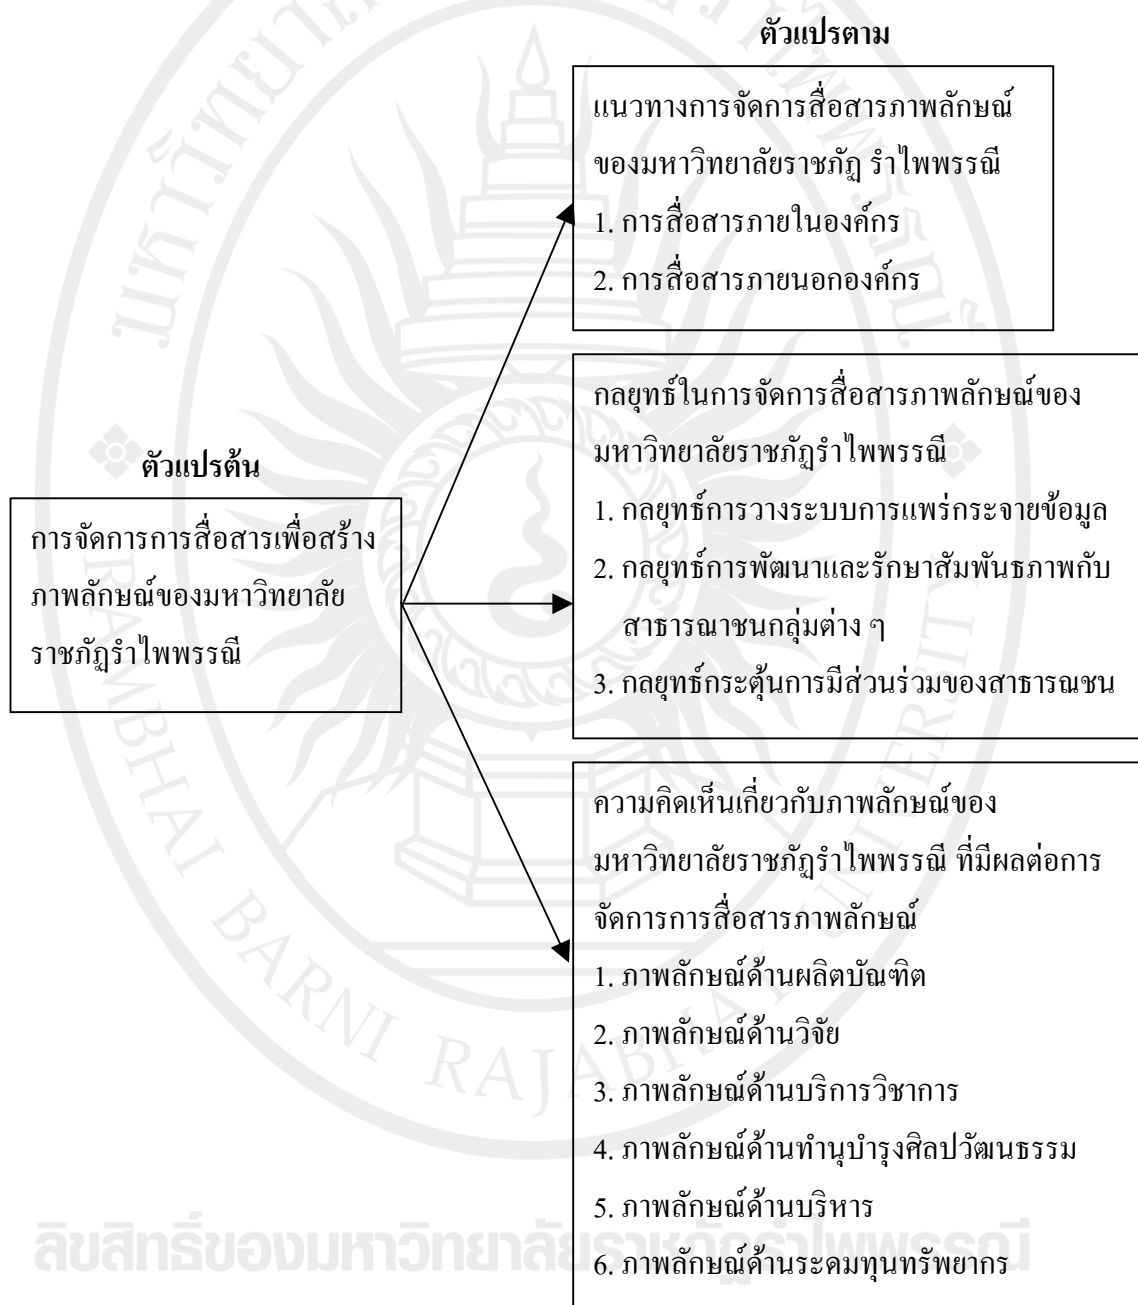 ตัวแปรตาม
แนวทางการจัดการสื่อสารภาพลักษณ์
ของมหาวิทยาลัยราชภัฏ รำไพพรรณี
1. การสื่อสารภายในองค์กร
2. การสื่อสารภายนอกองค์กร
กลยุทธ์ในการจัดการสื่อสารภาพลักษณ์ของ
มหาวิทยาลัยราชภัฏรำไพพรรณี
1. กลยุทธ์การวางระบบการแพร่กระจายข้อมูล
2. กลยุทธ์การพัฒนาและรักษาสัมพันธภาพกับ
สาธารณาชนกลุ่มต่าง ๆ
3. กลยุทธ์กระตุ้นการมีส่วนร่วมของสาธารณชน
ตัวแปรต้น
การจัดการการสื่อสารเพื่อสร้าง
ภาพลักษณ์ของมหาวิทยาลัย
ราชภัฏรำไพพรรณี
ความคิดเห็นเกี่ยวกับภาพลักษณ์ของ
มหาวิทยาลัยราชภัฏรำไพพรรณี ที่มีผลต่อการ
จัดการการสื่อสารภาพลักษณ์
1. ภาพลักษณ์ด้านผลิตบัณฑิต
2. ภาพลักษณ์ด้านวิจัย
3. ภาพลักษณ์ด้านบริการวิชาการ
4. ภาพลักษณ์ด้านทำนุบำรุงศิลปวัฒนธรรม
5. ภาพลักษณ์ด้านบริหาร
6. ภาพลักษณ์ด้านระดมทุนทรัพยากร
RAMBHAI BARNI RAJABHAT UNIVERSITY
ลิขสิทธิ์ของมหาวิทยาลัยราชภัฏรำไพพรรณี